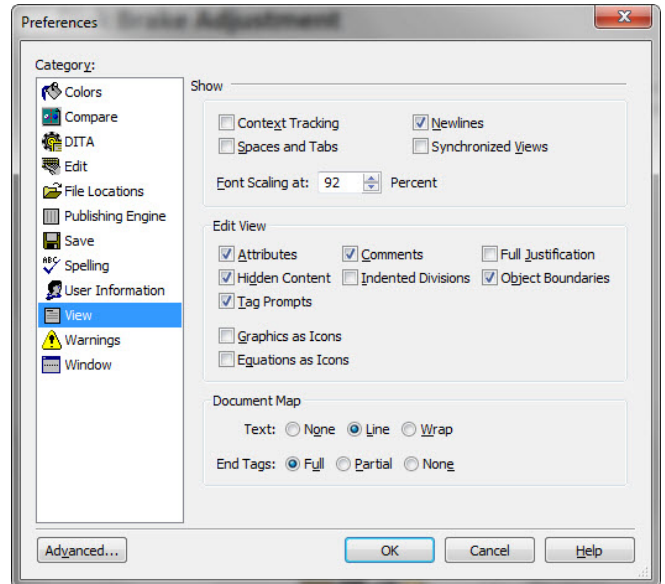 Brake Adjustment
Preferences
Category:
Colors
Compare
DITA
Edit
File Locations
Publishing Engine
Save
ABC Spelling
User Information
View
Warnings
Window
Show
Context Tracking Newlines
Spaces and Tabs Synchronized Views
Font Scaling at: 92 Percent
Edit View
Attributes Comments Full Justification
Hidden Content Indented Divisions Object Boundaries
Tag Prompts
Graphics as Icons
Equations as Icons
Document Map
Text: None Line Wrap
End Tags: Full Partial None
Advanced... OK Cancel Help